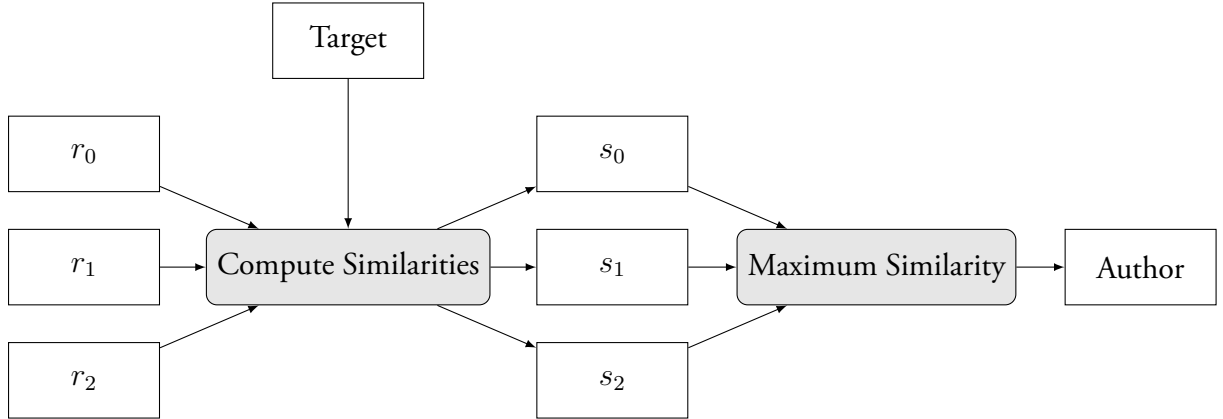 Target
r₀
s₀
r₁
Compute Similarities
s₁
Maximum Similarity
Author
r₂
s₂